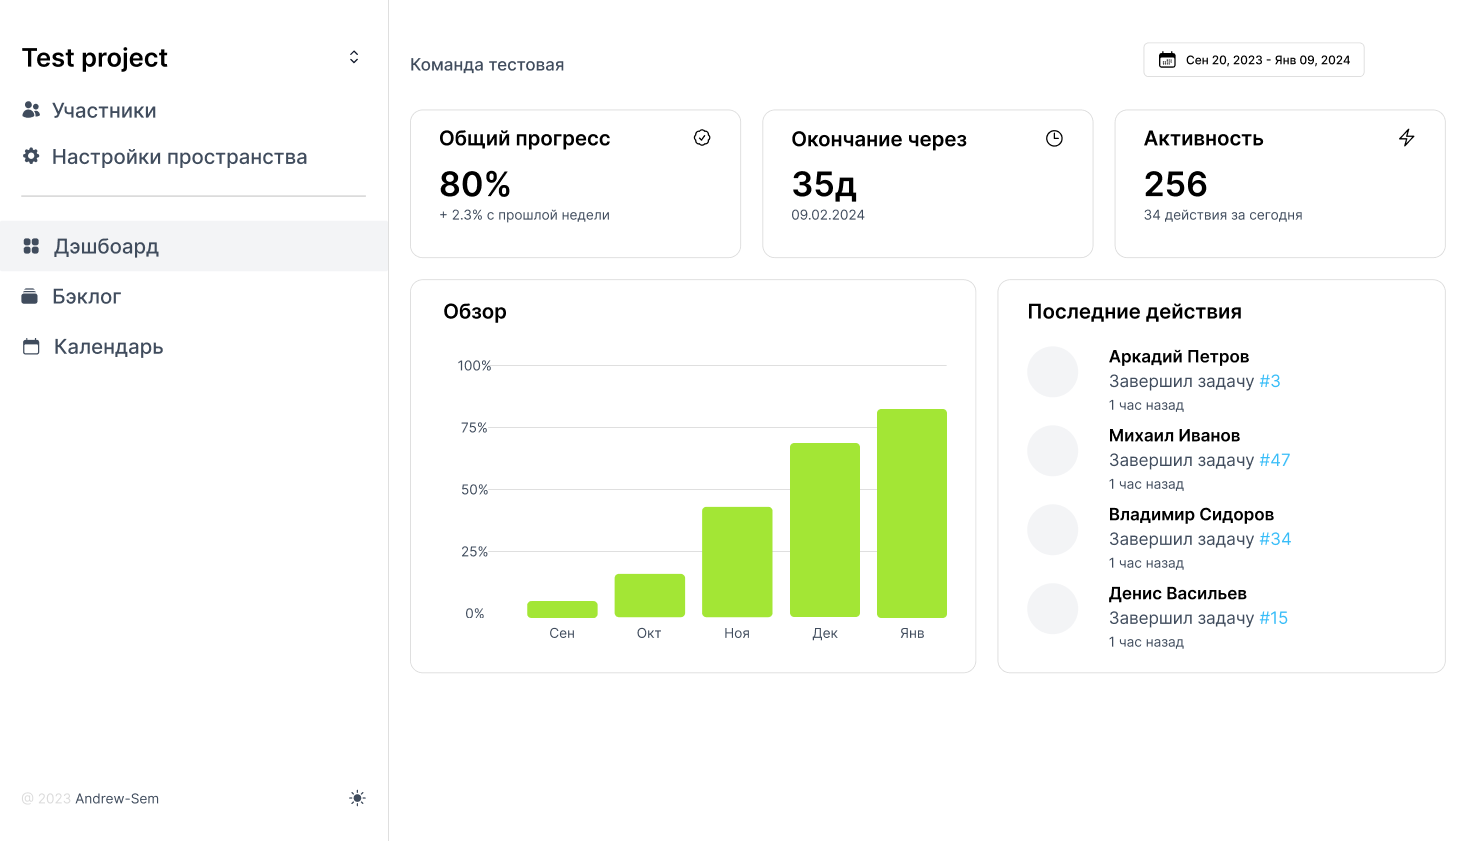 Test project
Участники
Настройки пространства
Дэшбоард
Бэклог
Календарь
@ 2023 Andrew-Sem
Команда тестовая
Сен 20, 2023 - Янв 09, 2024
Общий прогресс
80%
+ 2.3% с прошлой недели
Окончание через
35д
09.02.2024
Активность
256
34 действия за сегодня
Обзор
100%
75%
50%
25%
0%
Сен
Окт
Ноя
Дек
Янв
Последние действия
Аркадий Петров
Завершил задачу #3
1 час назад
Михаил Иванов
Завершил задачу #47
1 час назад
Владимир Сидоров
Завершил задачу #34
1 час назад
Денис Васильев
Завершил задачу #15
1 час назад